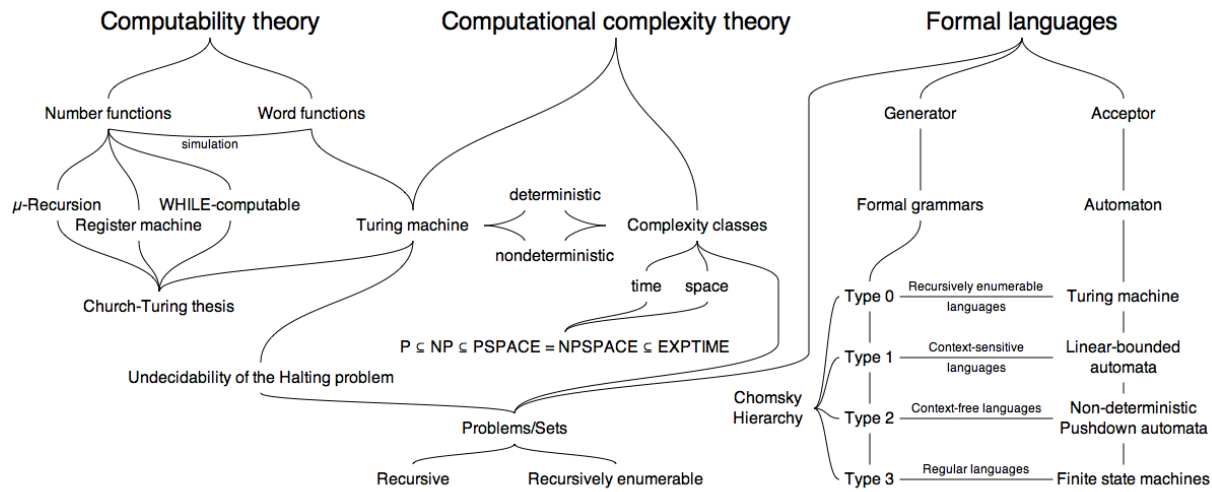 Computability theory
Computational complexity theory
Formal languages
Number functions
Word functions
Generator
Acceptor
simulation
μ-Recursion
WHILE-computable
Register machine
Turing machine
deterministic
nondeterministic
Complexity classes
Formal grammars
Automaton
time
space
Church-Turing thesis
P ⊆ NP ⊆ PSPACE = NPSPACE ⊆ EXPTIME
Undecidability of the Halting problem
Problems/Sets
Recursive
Recursively enumerable
Chomsky
Hierarchy
Type 0
Recursively enumerable
languages
Turing machine
Type 1
Context-sensitive
languages
Linear-bounded
automata
Type 2
Context-free languages
Non-deterministic
Pushdown automata
Type 3
Regular languages
Finite state machines